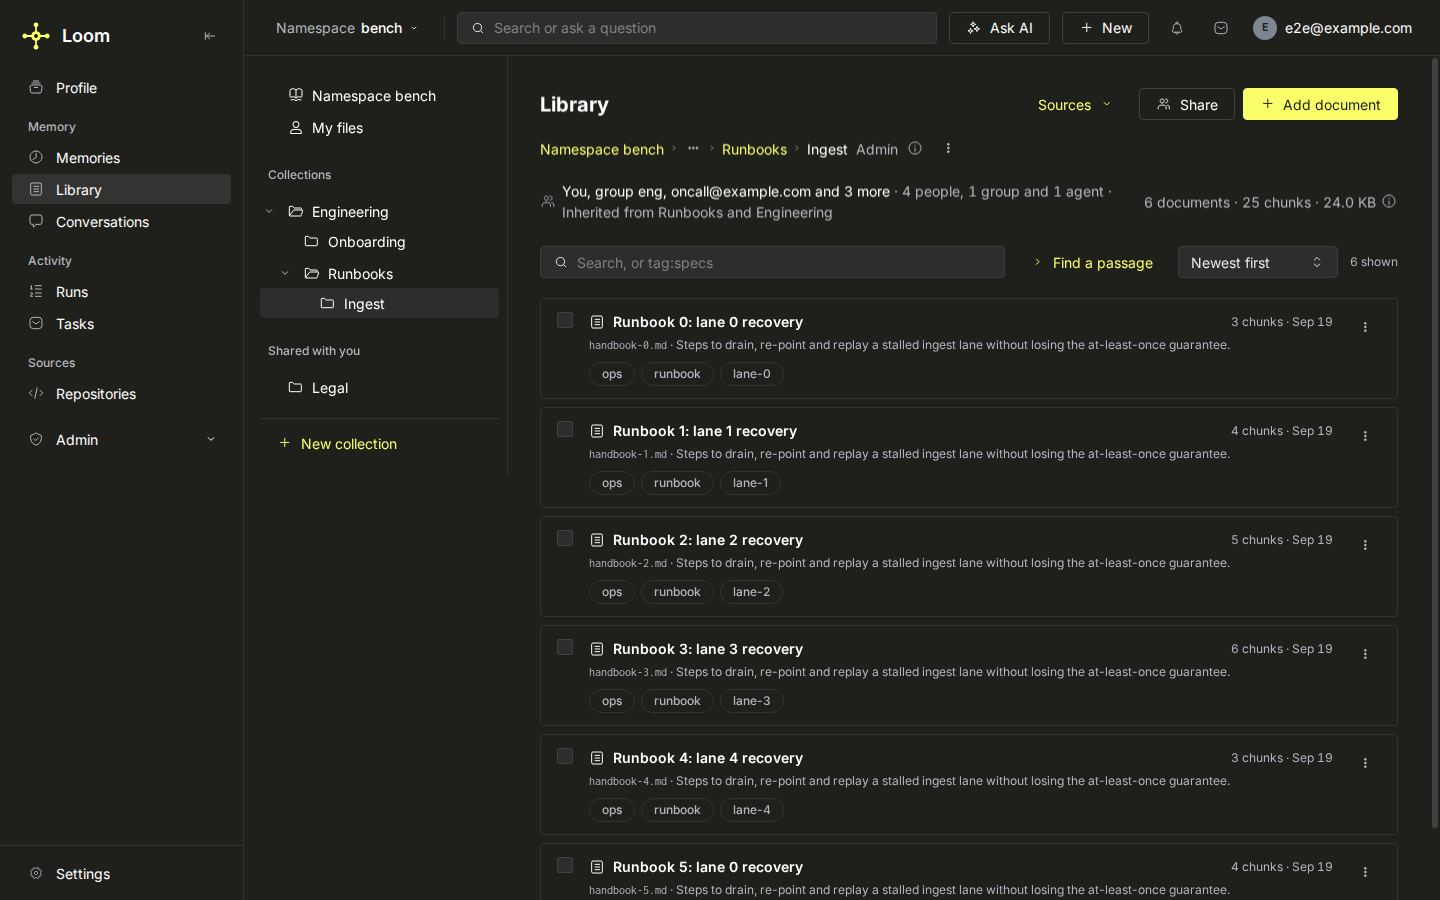 Loom
Profile
Memory
Memories
Library
Conversations
Activity
Runs
Tasks
Sources
Repositories
Admin
Settings
Namespace bench
Search or ask a question
Ask AI
New
E
e2e@example.com
Namespace bench
My files
Collections
Engineering
Onboarding
Runbooks
Ingest
Shared with you
Legal
New collection
Library
Sources
Share
Add document
Namespace bench › ··· › Runbooks › Ingest Admin
You, group eng, oncall@example.com and 3 more · 4 people, 1 group and 1 agent ·
Inherited from Runbooks and Engineering
6 documents · 25 chunks · 24.0 KB
Search, or tag:specs
Find a passage
Newest first
6 shown
Runbook 0: lane 0 recovery
3 chunks · Sep 19
handbook-0.md · Steps to drain, re-point and replay a stalled ingest lane without losing the at-least-once guarantee.
ops runbook lane-0
Runbook 1: lane 1 recovery
4 chunks · Sep 19
handbook-1.md · Steps to drain, re-point and replay a stalled ingest lane without losing the at-least-once guarantee.
ops runbook lane-1
Runbook 2: lane 2 recovery
5 chunks · Sep 19
handbook-2.md · Steps to drain, re-point and replay a stalled ingest lane without losing the at-least-once guarantee.
ops runbook lane-2
Runbook 3: lane 3 recovery
6 chunks · Sep 19
handbook-3.md · Steps to drain, re-point and replay a stalled ingest lane without losing the at-least-once guarantee.
ops runbook lane-3
Runbook 4: lane 4 recovery
3 chunks · Sep 19
handbook-4.md · Steps to drain, re-point and replay a stalled ingest lane without losing the at-least-once guarantee.
ops runbook lane-4
Runbook 5: lane 0 recovery
4 chunks · Sep 19
handbook-5.md · Steps to drain, re-point and replay a stalled ingest lane without losing the at-least-once guarantee.